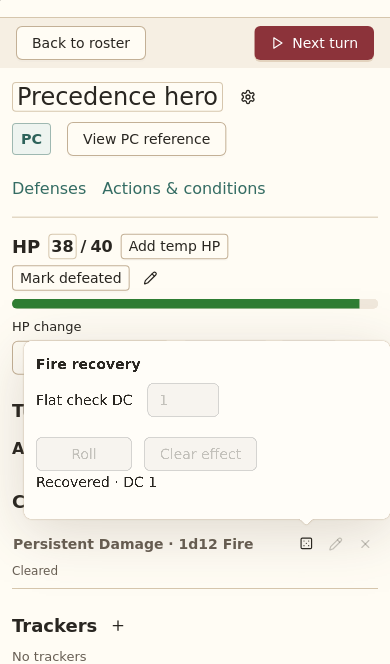 Back to roster
Next turn
Precedence hero
PC
View PC reference
Defenses Actions & conditions
HP 38 / 40 Add temp HP
Mark defeated
HP change
Fire recovery
Flat check DC 1
Roll Clear effect
Recovered · DC 1
Persistent Damage · 1d12 Fire
Cleared
Trackers +
No trackers